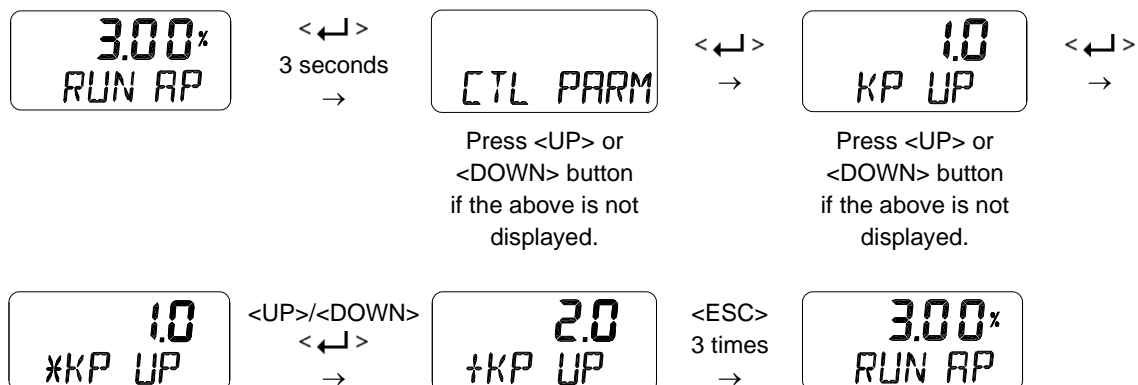 3.00%
RUN AP
<↵>
3 seconds
→
CTL PARM
Press <UP> or
<DOWN> button
if the above is not
displayed.
<↵>
→
1.0
KP UP
Press <UP> or
<DOWN> button
if the above is not
displayed.
<↵>
→
1.0
*KP UP
<UP>/<DOWN>
<↵>
→
2.0
+KP UP
<ESC>
3 times
→
3.00%
RUN AP